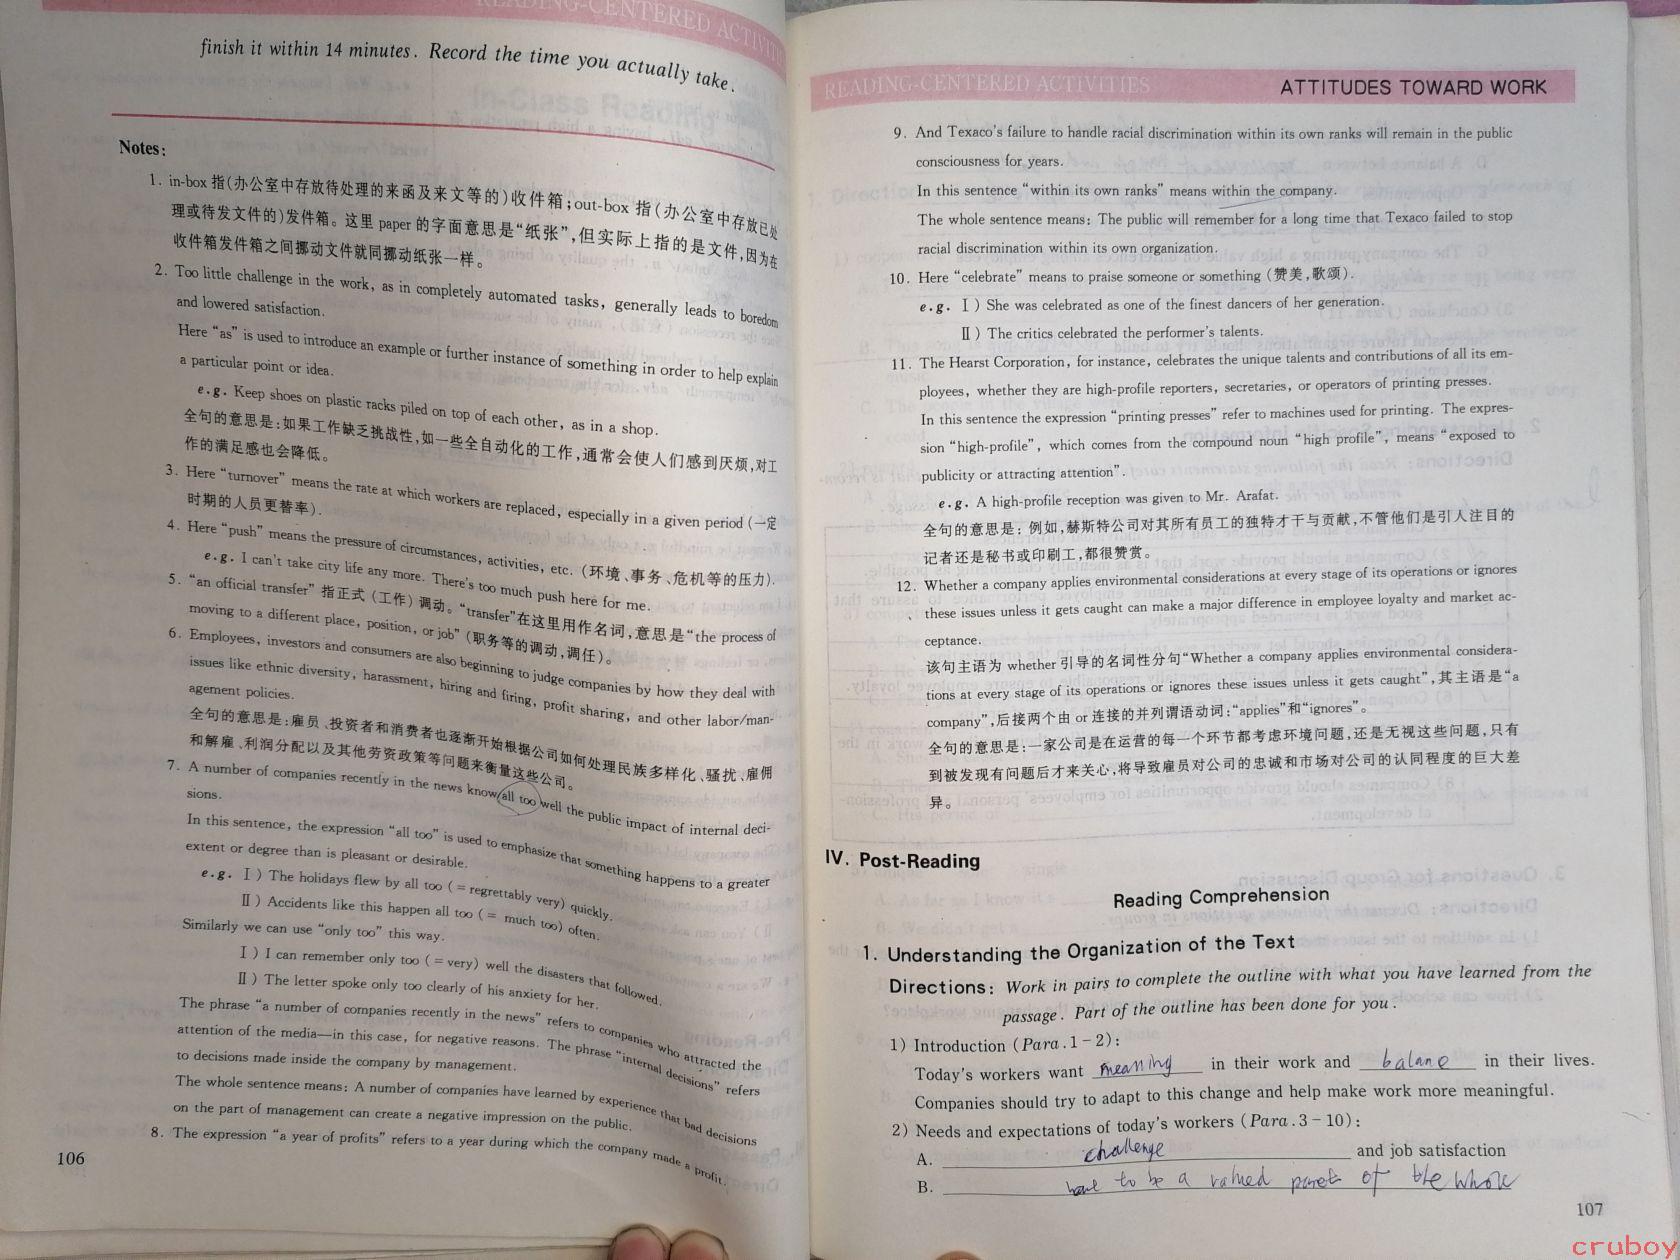 READING-CENTERED ACTIVITIES
finish it within 14 minutes. Record the time you actually take.
Notes:
1. in-box 指(办公室中存放待处理的来函及来文等的)收件箱;out-box 指(办公室中存放已处
理或待发文件的)发件箱。这里 paper 的字面意思是“纸张”,但实际上指的是文件,因为在
收件箱发件箱之间挪动文件就同挪动纸张一样。
2. Too little challenge in the work, as in completely automated tasks, generally leads to boredom
and lowered satisfaction.
Here “as” is used to introduce an example or further instance of something in order to help explain
a particular point or idea.
e.g. Keep shoes on plastic racks piled on top of each other, as in a shop.
全句的意思是:如果工作缺乏挑战性,如一些全自动化的工作,通常会使人们感到厌烦,对工
作的满足感也会降低。
3. Here “turnover” means the rate at which workers are replaced, especially in a given period (一定
时期的人员更替率).
4. Here “push” means the pressure of circumstances, activities, etc. (环境、事务、危机等的压力).
e.g. I can't take city life any more. There's too much push here for me.
5. “an official transfer” 指正式(工作)调动。“transfer”在这里用作名词,意思是“the process of
moving to a different place, position, or job” (职务等的调动,调任)。
6. Employees, investors and consumers are also beginning to judge companies by how they deal with
issues like ethnic diversity, harassment, hiring and firing, profit sharing, and other labor/man-
agement policies.
全句的意思是:雇员、投资者和消费者也逐渐开始根据公司如何处理民族多样化、骚扰、雇佣
和解雇、利润分配以及其他劳资政策等问题来衡量这些公司。
7. A number of companies recently in the news know all too well the public impact of internal deci-
sions.
In this sentence, the expression “all too” is used to emphasize that something happens to a greater
extent or degree than is pleasant or desirable.
e.g. Ⅰ) The holidays flew by all too (= regrettably very) quickly.
Ⅱ) Accidents like this happen all too (= much too) often.
Similarly we can use “only too” this way.
Ⅰ) I can remember only too (= very) well the disasters that followed.
Ⅱ) The letter spoke only too clearly of his anxiety for her.
The phrase “a number of companies recently in the news” refers to companies who attracted the
attention of the media—in this case, for negative reasons. The phrase “internal decisions” refers
to decisions made inside the company by management.
The whole sentence means: A number of companies have learned by experience that bad decisions
on the part of management can create a negative impression on the public.
8. The expression “a year of profits” refers to a year during which the company made a profit.
106
READING-CENTERED ACTIVITIES ATTITUDES TOWARD WORK
9. And Texaco's failure to handle racial discrimination within its own ranks will remain in the public
consciousness for years.
In this sentence “within its own ranks” means within the company.
The whole sentence means: The public will remember for a long time that Texaco failed to stop
racial discrimination within its own organization.
10. Here “celebrate” means to praise someone or something (赞美,歌颂).
e.g. Ⅰ) She was celebrated as one of the finest dancers of her generation.
Ⅱ) The critics celebrated the performer's talents.
11. The Hearst Corporation, for instance, celebrates the unique talents and contributions of all its em-
ployees, whether they are high-profile reporters, secretaries, or operators of printing presses.
In this sentence the expression “printing presses” refer to machines used for printing. The expres-
sion “high-profile”, which comes from the compound noun “high profile”, means “exposed to
publicity or attracting attention”.
e.g. A high-profile reception was given to Mr. Arafat.
全句的意思是: 例如,赫斯特公司对其所有员工的独特才干与贡献,不管他们是引人注目的
记者还是秘书或印刷工,都很赞赏。
12. Whether a company applies environmental considerations at every stage of its operations or ignores
these issues unless it gets caught can make a major difference in employee loyalty and market ac-
ceptance.
该句主语为 whether 引导的名词性分句“Whether a company applies environmental considera-
tions at every stage of its operations or ignores these issues unless it gets caught”,其主语是“a
company”,后接两个由 or 连接的并列谓语动词:“applies”和“ignores”。
全句的意思是:一家公司是在运营的每一个环节都考虑环境问题,还是无视这些问题,只有
到被发现有问题后才来关心,将导致雇员对公司的忠诚和市场对公司的认同程度的巨大差
异。
IV. Post-Reading
Reading Comprehension
1. Understanding the Organization of the Text
Directions: Work in pairs to complete the outline with what you have learned from the
passage. Part of the outline has been done for you.
1) Introduction (Para.1-2):
Today's workers want meaning in their work and balane in their lives.
Companies should try to adapt to this change and help make work more meaningful.
2) Needs and expectations of today's workers (Para.3-10):
A. challenge and job satisfaction
B. to be a valued of the whole
107
cruboy